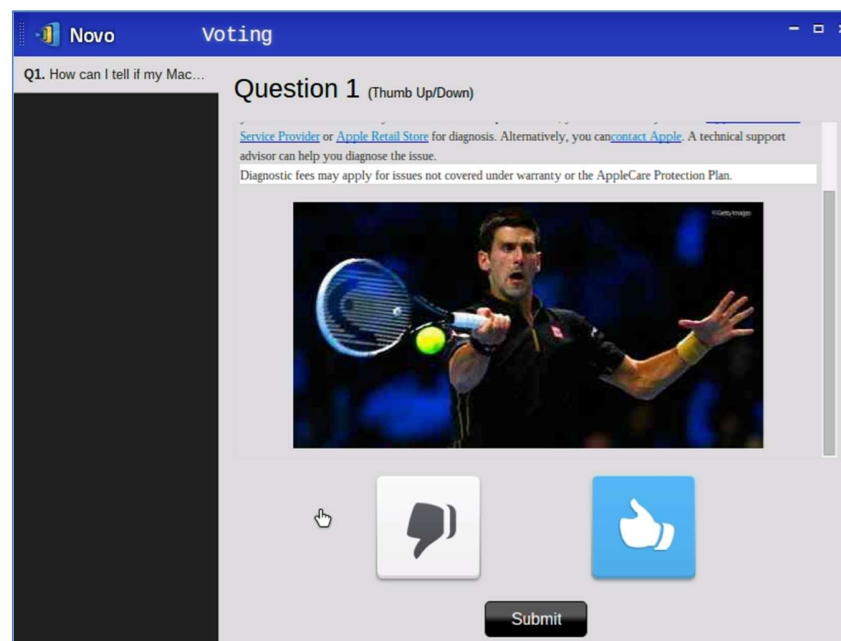 Novo
Voting
Q1. How can I tell if my Mac...
Question 1 (Thumb Up/Down)
Service Provider or Apple Retail Store for diagnosis. Alternatively, you cancontact Apple. A technical support
advisor can help you diagnose the issue.
Diagnostic fees may apply for issues not covered under warranty or the AppleCare Protection Plan.
©GettyImages
Submit